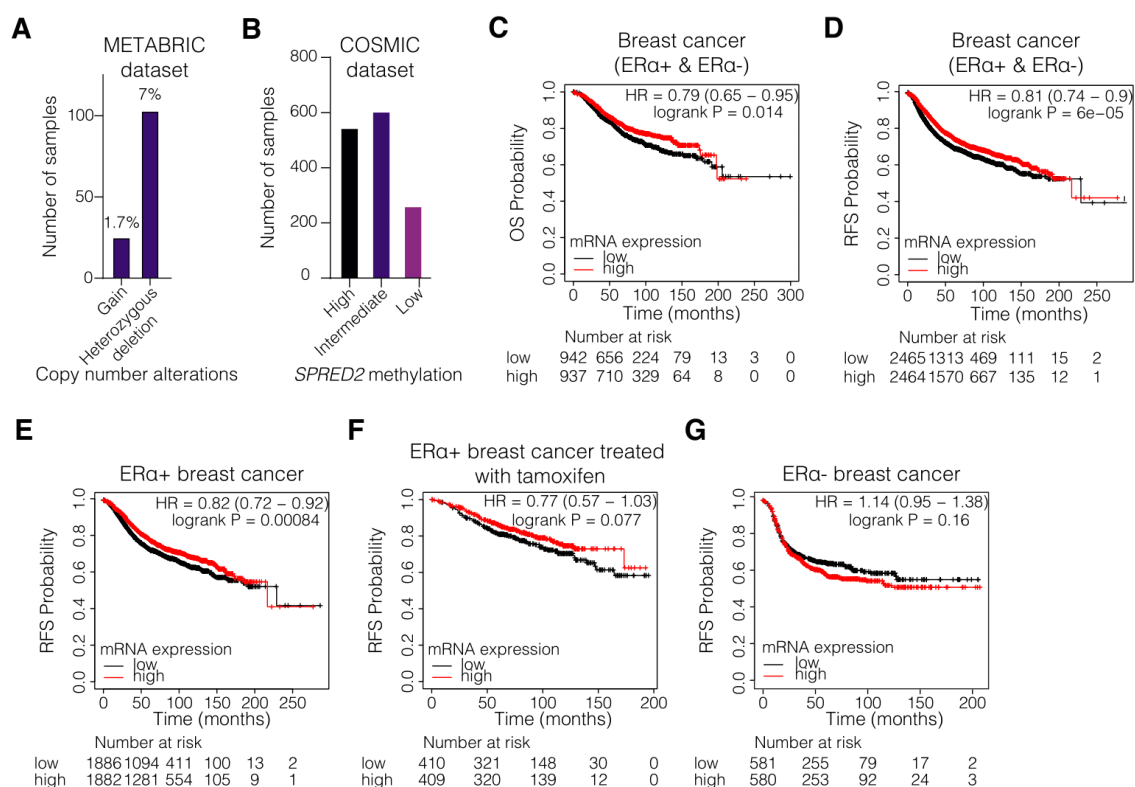 A
METABRIC
dataset
Number of samples
100
50
0
1.7%
7%
Gain
Heterozygous
deletion
Copy number alterations
B
COSMIC
dataset
Number of samples
800
600
400
200
0
High
Intermediate
Low
SPRED2 methylation
C
Breast cancer
(ERα+ & ERα-)
HR = 0.79 (0.65 – 0.95)
logrank P = 0.014
OS Probability
1.0
0.8
0.6
0.4
0.2
0.0
mRNA expression
low
high
0 50 100 150 200 250 300
Time (months)
Number at risk
low 942 656 224 79 13 3 0
high 937 710 329 64 8 0 0
D
Breast cancer
(ERα+ & ERα-)
HR = 0.81 (0.74 – 0.9)
logrank P = 6e–05
RFS Probability
1.0
0.8
0.6
0.4
0.2
0.0
mRNA expression
low
high
0 50 100 150 200 250
Time (months)
Number at risk
low 2465 1313 469 111 15 2
high 2464 1570 667 135 12 1
E
ERα+ breast cancer
HR = 0.82 (0.72 – 0.92)
logrank P = 0.00084
RFS Probability
1.0
0.8
0.6
0.4
0.2
0.0
mRNA expression
low
high
0 50 100 150 200 250
Time (months)
Number at risk
low 1886 1094 411 100 13 2
high 1882 1281 554 105 9 1
F
ERα+ breast cancer treated
with tamoxifen
HR = 0.77 (0.57 – 1.03)
logrank P = 0.077
RFS Probability
1.0
0.8
0.6
0.4
0.2
0.0
mRNA expression
low
high
0 50 100 150 200
Time (months)
Number at risk
low 410 321 148 30 0
high 409 320 139 12 0
G
ERα- breast cancer
HR = 1.14 (0.95 – 1.38)
logrank P = 0.16
RFS Probability
1.0
0.8
0.6
0.4
0.2
0.0
mRNA expression
low
high
0 50 100 150 200
Time (months)
Number at risk
low 581 255 79 17 2
high 580 253 92 24 3